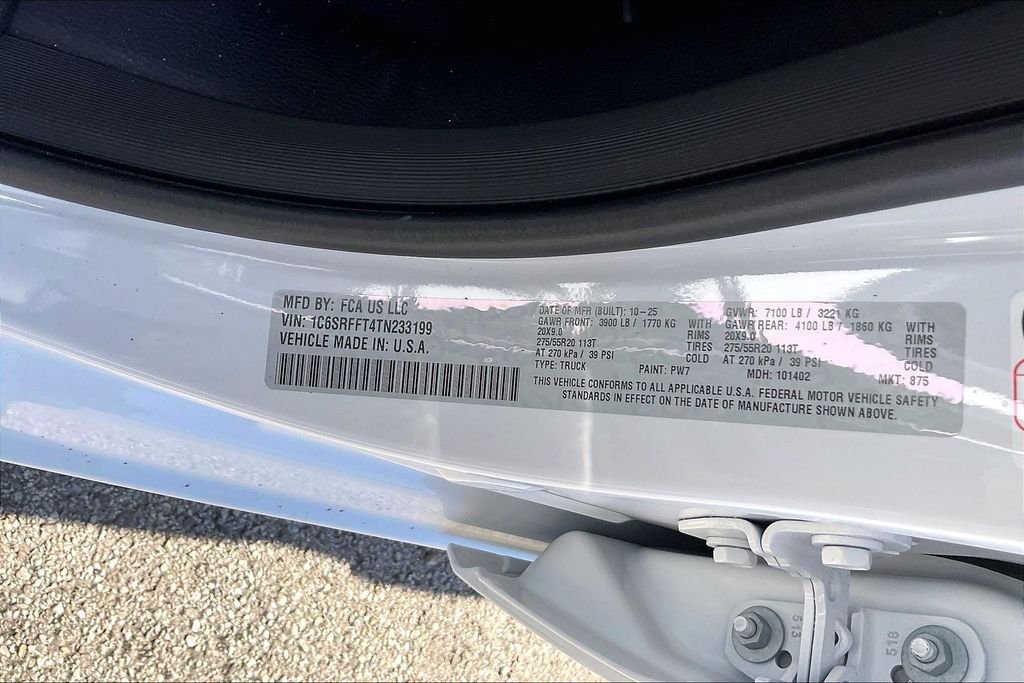 MFD BY: FCA US LLC
VIN: 1C6SRFFT4TN233199
VEHICLE MADE IN: U.S.A.
DATE OF MFR (BUILT): 10-25
GAWR FRONT: 3900 LB / 1770 KG WITH
20X9.0 RIMS
275/55R20 113T TIRES
AT 270 kPa / 39 PSI COLD
TYPE: TRUCK PAINT: PW7
GVWR: 7100 LB / 3221 KG
GAWR REAR: 4100 LB / 1860 KG WITH
20X9.0 RIMS
275/55R20 113T TIRES
AT 270 kPa / 39 PSI COLD
MDH: 101402 MKT: 875
THIS VEHICLE CONFORMS TO ALL APPLICABLE U.S.A. FEDERAL MOTOR VEHICLE SAFETY
STANDARDS IN EFFECT ON THE DATE OF MANUFACTURE SHOWN ABOVE.
513
518